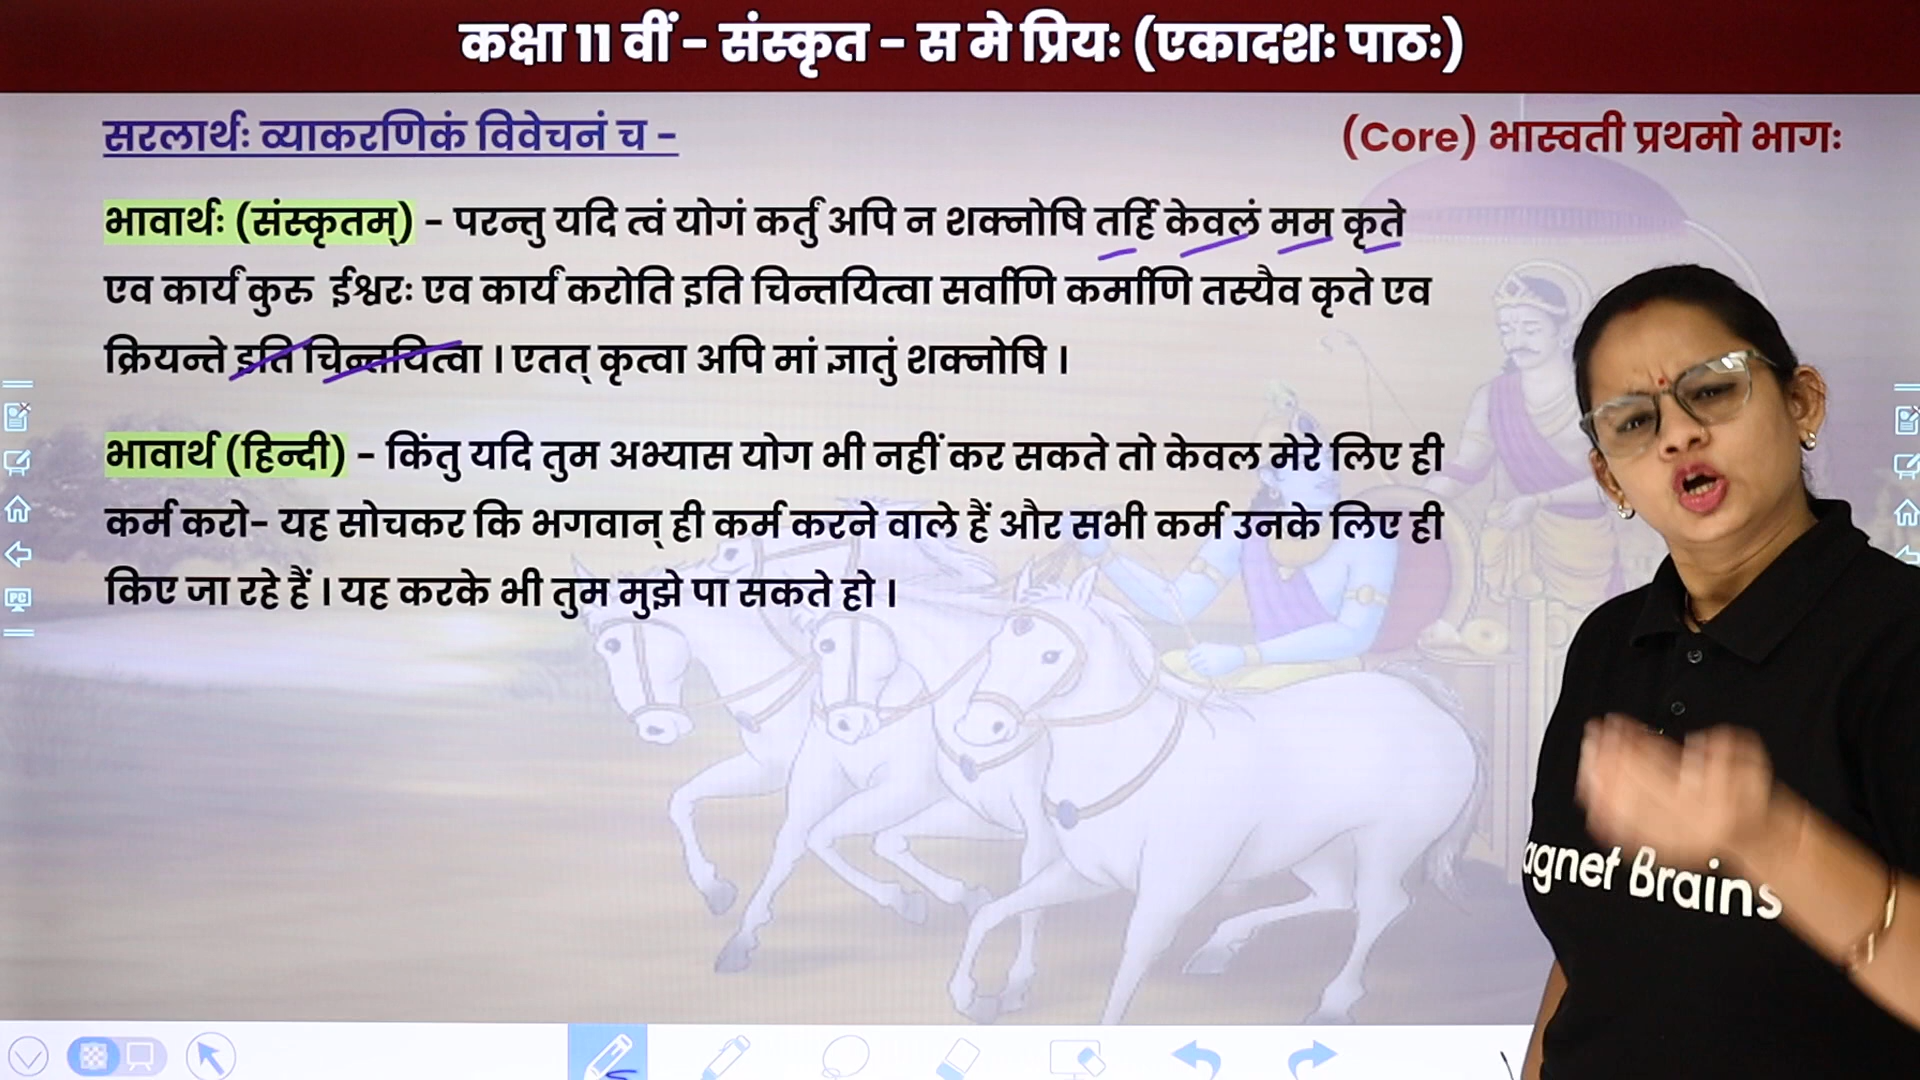 कक्षा 11 वीं - संस्कृत - स मे प्रियः (एकादशः पाठः)
सरलार्थः व्याकरणिकं विवेचनं च -
(Core) भास्वती प्रथमो भागः
भावार्थः (संस्कृतम्) - परन्तु यदि त्वं योगं कर्तुं अपि न शक्नोषि तर्हि केवलं मम कृते
एव कार्यं कुरु ईश्वरः एव कार्यं करोति इति चिन्तयित्वा सर्वाणि कर्माणि तस्यैव कृते एव
क्रियन्ते इति चिन्तयित्वा । एतत् कृत्वा अपि मां ज्ञातुं शक्नोषि ।
भावार्थ (हिन्दी) - किंतु यदि तुम अभ्यास योग भी नहीं कर सकते तो केवल मेरे लिए ही
कर्म करो- यह सोचकर कि भगवान् ही कर्म करने वाले हैं और सभी कर्म उनके लिए ही
किए जा रहे हैं । यह करके भी तुम मुझे पा सकते हो ।
agnet Brains
PC